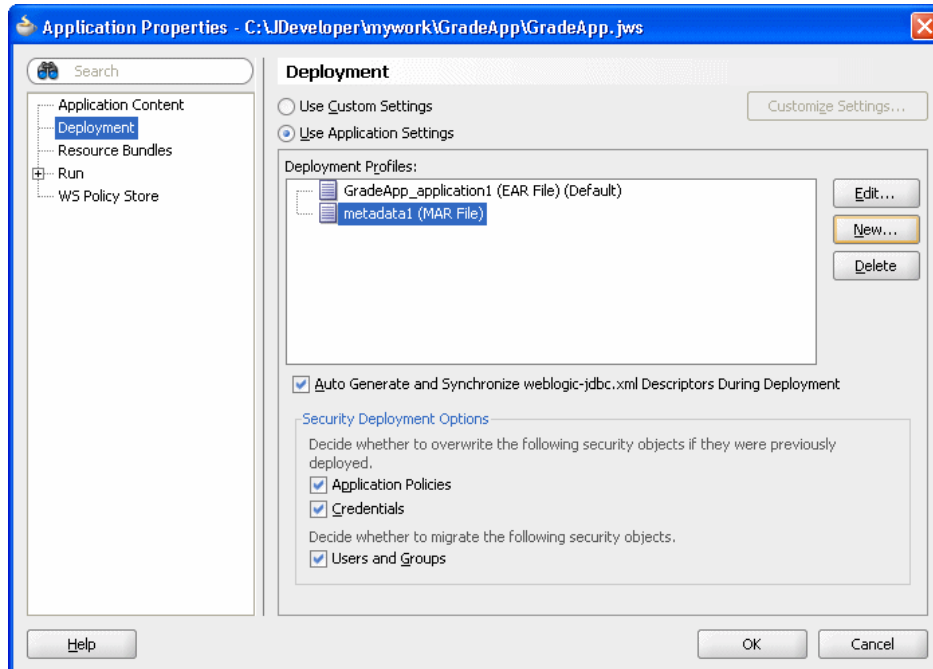 Application Properties - C:\JDeveloper\mywork\GradeApp\GradeApp.jws
Search
Application Content
Deployment
Resource Bundles
Run
WS Policy Store
Deployment
Use Custom Settings
Customize Settings...
Use Application Settings
Deployment Profiles:
GradeApp_application1 (EAR File) (Default)
metadata1 (MAR File)
Edit...
New...
Delete
Auto Generate and Synchronize weblogic-jdbc.xml Descriptors During Deployment
Security Deployment Options
Decide whether to overwrite the following security objects if they were previously
deployed.
Application Policies
Credentials
Decide whether to migrate the following security objects.
Users and Groups
Help
OK
Cancel